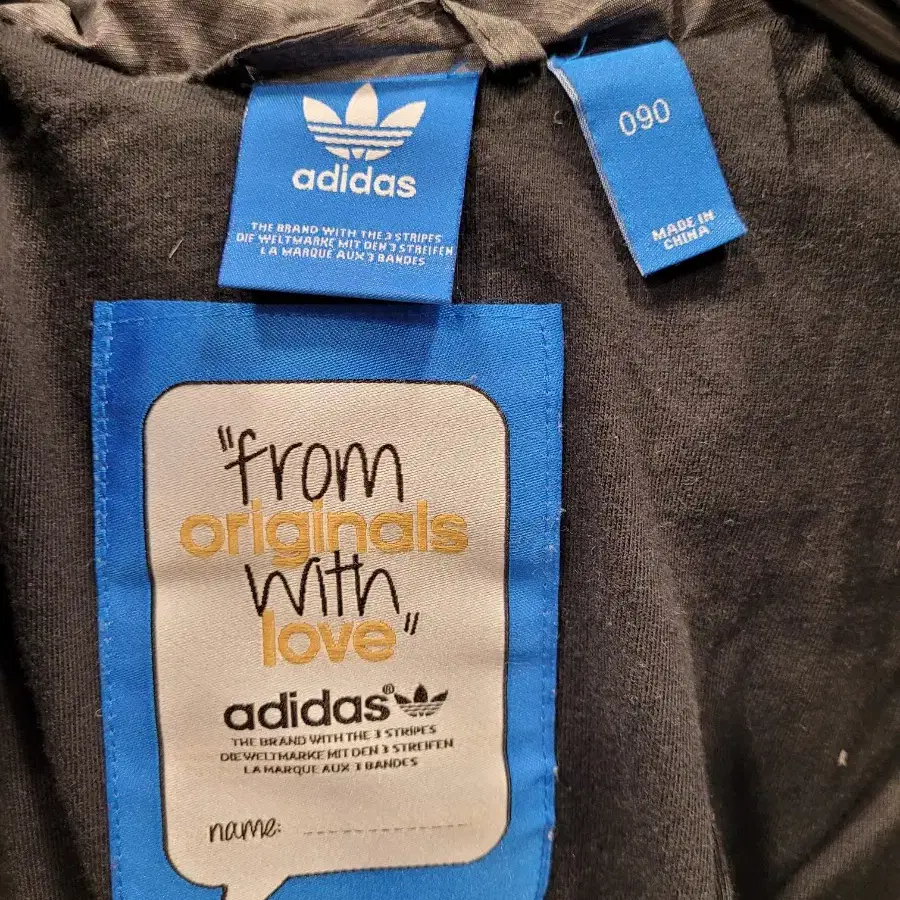 adidas
THE BRAND WITH THE 3 STRIPES
DIE WELTMARKE MIT DEN 3 STREIFEN
LA MARQUE AUX 3 BANDES
090
MADE IN
CHINA
"from
originals
with
love"
adidas®
THE BRAND WITH THE 3 STRIPES
DIE WELTMARKE MIT DEN 3 STREIFEN
LA MARQUE AUX 3 BANDES
name: